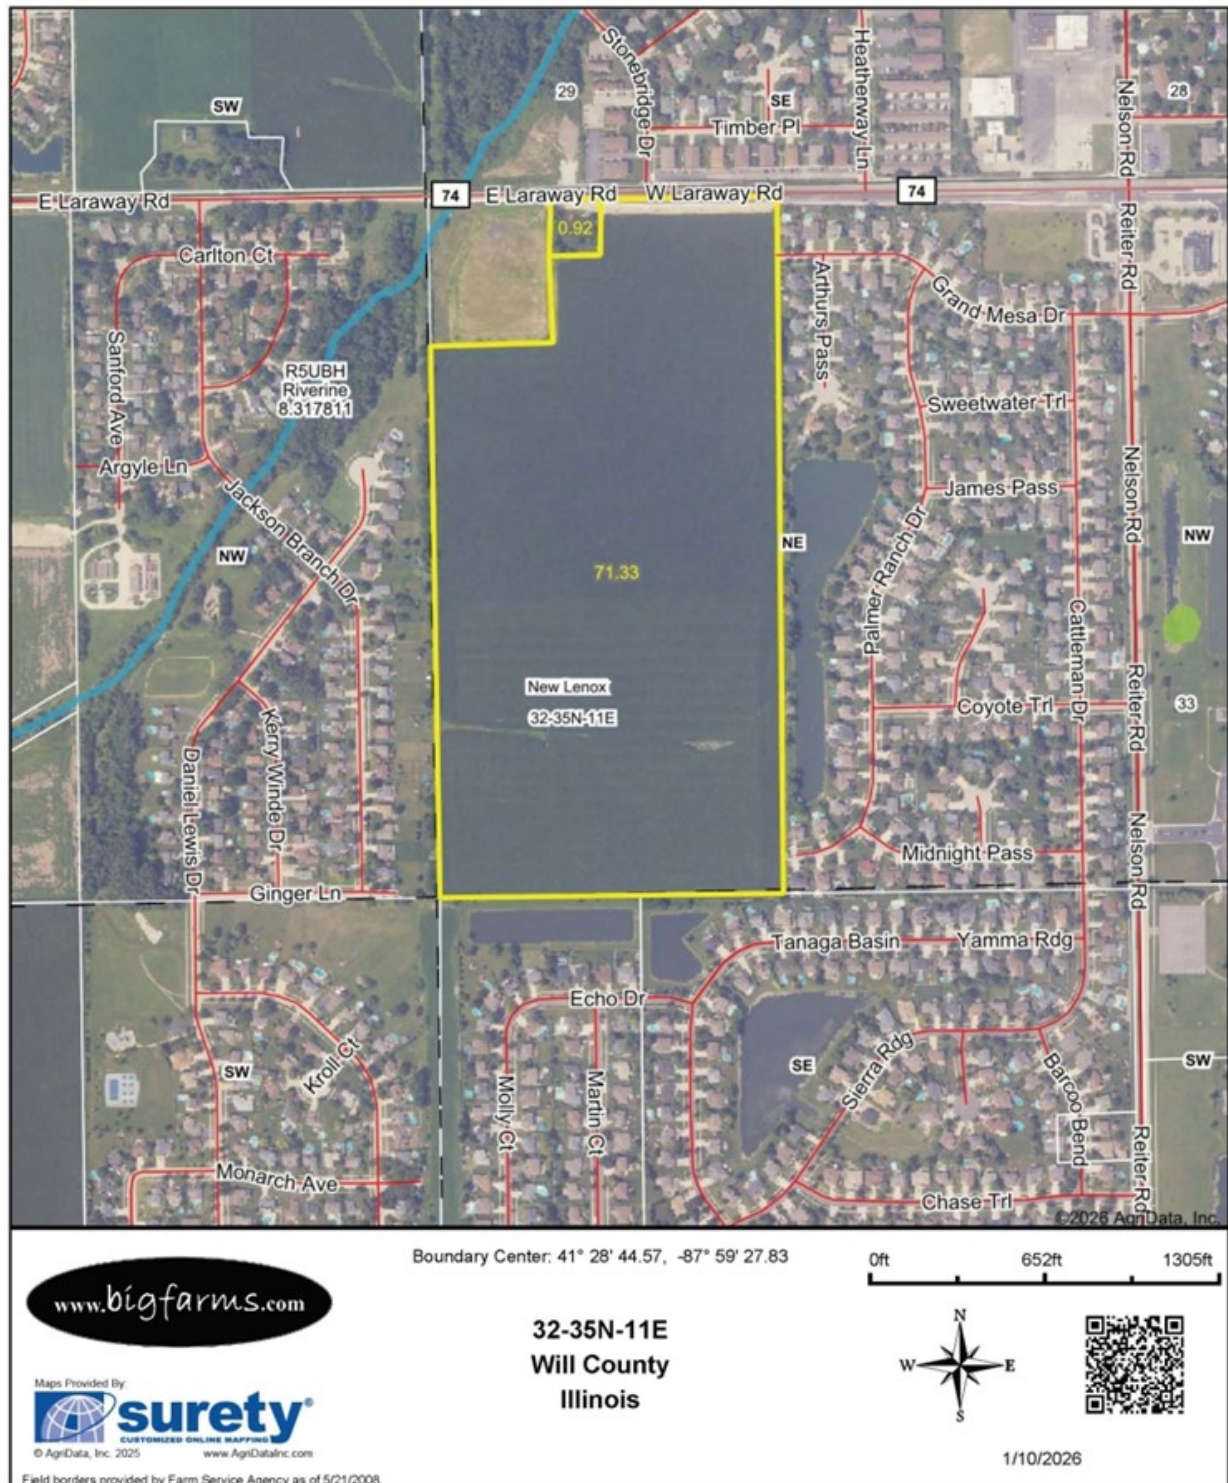 SW
29
Stonebridge Dr
SE
Timber Pl
Heatherway Ln
Nelson Rd
28
E Laraway Rd
74
E Laraway Rd
W Laraway Rd
74
Carlton Ct
0.92
Arthurs Pass
Grand Mesa Dr
Reiter Rd
Sanford Ave
R5UBH
Riverine
8.317811
Sweetwater Trl
Argyle Ln
Jackson Branch Dr
James Pass
Nelson Rd
NW
NE
NW
71.33
Palmer Ranch Dr
Cattleman Dr
New Lenox
32-35N-11E
Coyote Trl
Reiter Rd
33
Kerry Winde Dr
Daniel Lewis Dr
Midnight Pass
Nelson Rd
Ginger Ln
Tanaga Basin
Yamma Rdg
Echo Dr
SW
Kroll Ct
Molly Ct
Martin Ct
SE
Sierra Rdg
Barcoo Bend
SW
Monarch Ave
Chase Trl
Reiter Rd
©2026 AgriData, Inc.
Boundary Center: 41° 28' 44.57, -87° 59' 27.83
0ft 652ft 1305ft
www.bigfarms.com
32-35N-11E
Will County
Illinois
N
W E
S
Maps Provided By:
surety®
CUSTOMIZED ONLINE MAPPING
© AgriData, Inc. 2025 www.AgriDataInc.com
1/10/2026
Field borders provided by Farm Service Agency as of 5/21/2008.